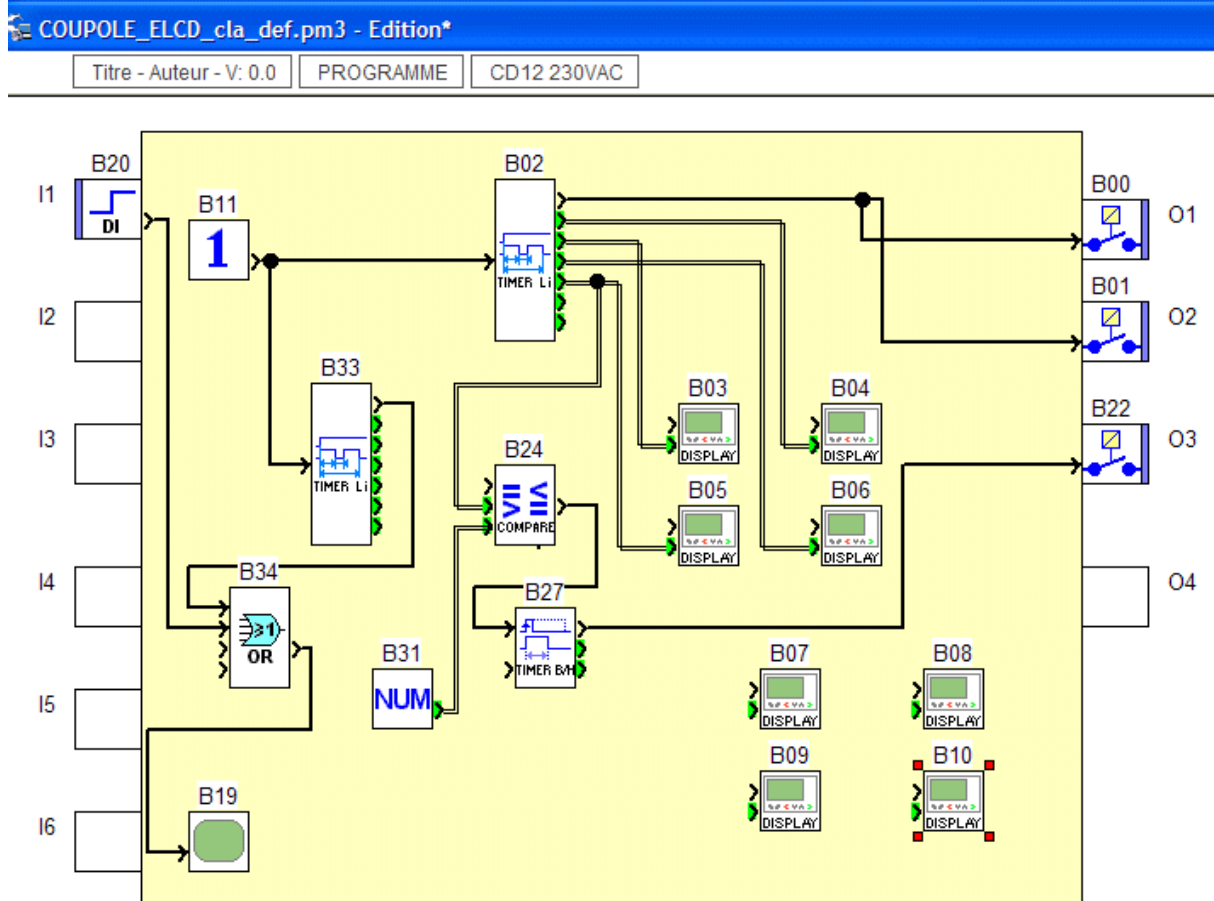 COUPOLE_ELCD_cla_def.pm3 - Edition*
Titre - Auteur - V: 0.0
PROGRAMME
CD12 230VAC
B20
B02
B00
I1
DI
B11
1
TIMER Li
O1
B01
I2
O2
B33
TIMER Li
B03
DISPLAY
B04
DISPLAY
B22
I3
O3
B24
COMPARE
B05
DISPLAY
B06
DISPLAY
I4
B34
≥1
OR
B27
TIMER B/H
O4
B31
NUM
B07
DISPLAY
B08
DISPLAY
I5
B09
DISPLAY
B10
DISPLAY
B19
I6